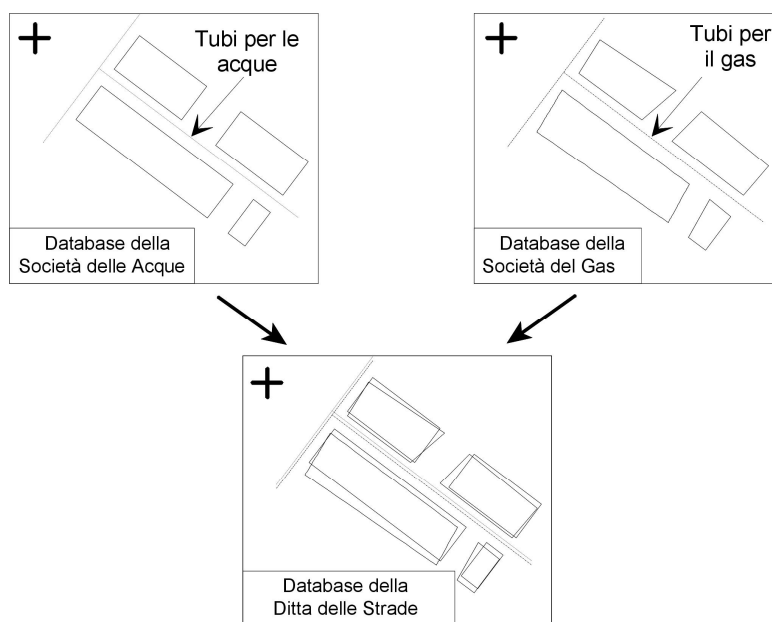 Tubi per le
acque
Tubi per
il gas
Database della
Società delle Acque
Database della
Società del Gas
Database della
Ditta delle Strade